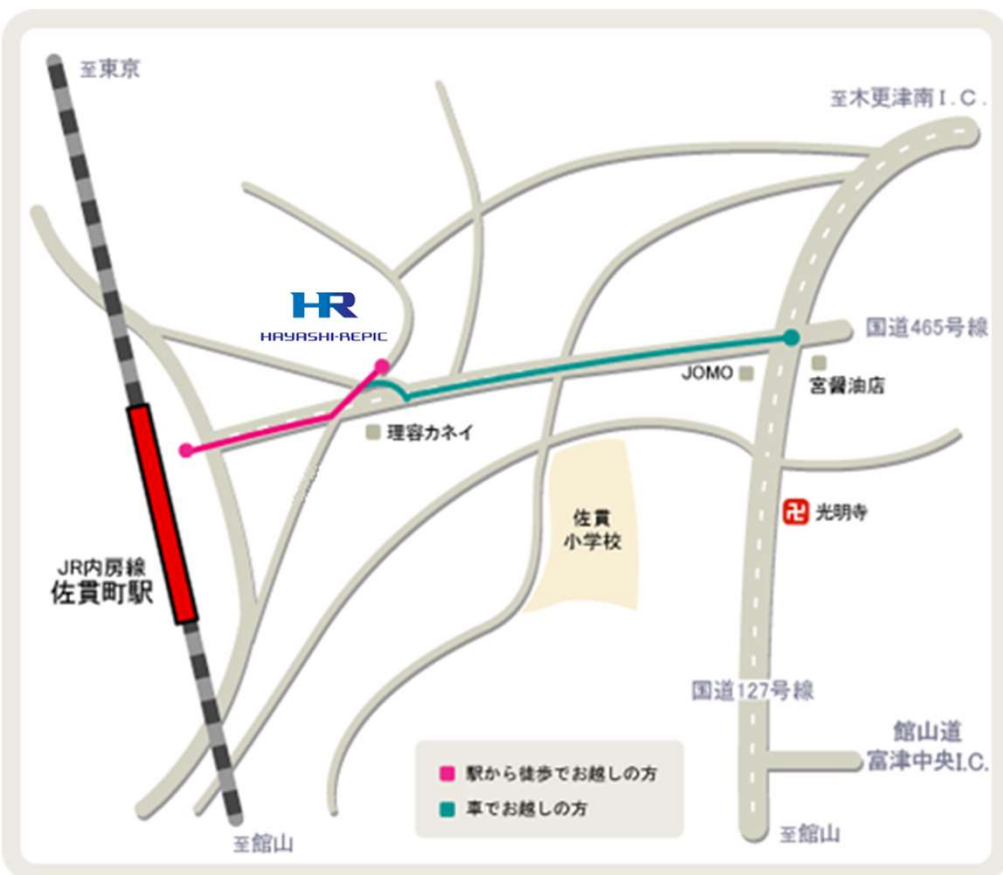 至東京
至木更津南I.C.
HR
HAYASHI-REPIC
国道465号線
JOMO
宮醤油店
理容カネイ
佐貫
小学校
光明寺
JR内房線
佐貫町駅
国道127号線
館山道
富津中央I.C.
駅から徒歩でお越しの方
車でお越しの方
至館山
至館山